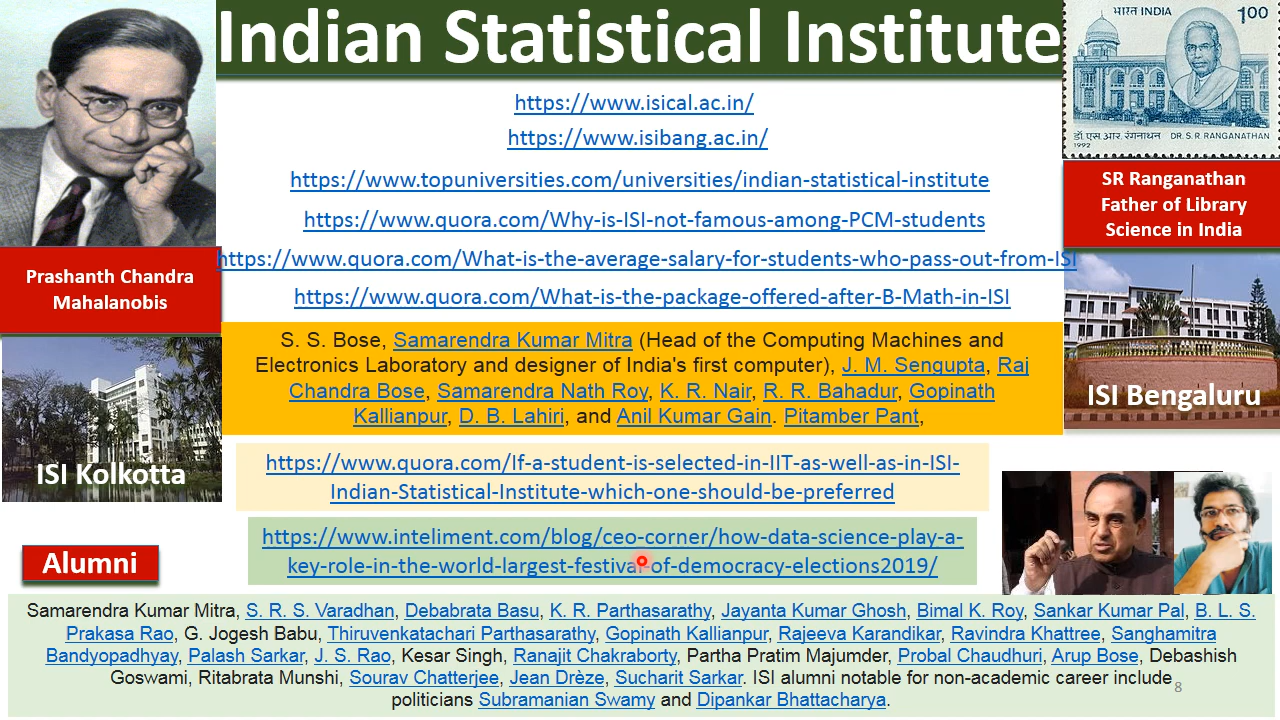 Indian Statistical Institute
भारत INDIA
100
डॉ एस.आर. रंगनाथन DR. S. R. RANGANATHAN
1992
https://www.isical.ac.in/
https://www.isibang.ac.in/
https://www.topuniversities.com/universities/indian-statistical-institute
https://www.quora.com/Why-is-ISI-not-famous-among-PCM-students
https://www.quora.com/What-is-the-average-salary-for-students-who-pass-out-from-ISI
https://www.quora.com/What-is-the-package-offered-after-B-Math-in-ISI
SR Ranganathan
Father of Library
Science in India
Prashanth Chandra
Mahalanobis
S. S. Bose, Samarendra Kumar Mitra (Head of the Computing Machines and
Electronics Laboratory and designer of India's first computer), J. M. Sengupta, Raj
Chandra Bose, Samarendra Nath Roy, K. R. Nair, R. R. Bahadur, Gopinath
Kallianpur, D. B. Lahiri, and Anil Kumar Gain. Pitamber Pant,
ISI Bengaluru
ISI Kolkotta
https://www.quora.com/If-a-student-is-selected-in-IIT-as-well-as-in-ISI-
Indian-Statistical-Institute-which-one-should-be-preferred
https://www.inteliment.com/blog/ceo-corner/how-data-science-play-a-
key-role-in-the-world-largest-festival-of-democracy-elections2019/
Alumni
Samarendra Kumar Mitra, S. R. S. Varadhan, Debabrata Basu, K. R. Parthasarathy, Jayanta Kumar Ghosh, Bimal K. Roy, Sankar Kumar Pal, B. L. S.
Prakasa Rao, G. Jogesh Babu, Thiruvenkatachari Parthasarathy, Gopinath Kallianpur, Rajeeva Karandikar, Ravindra Khattree, Sanghamitra
Bandyopadhyay, Palash Sarkar, J. S. Rao, Kesar Singh, Ranajit Chakraborty, Partha Pratim Majumder, Probal Chaudhuri, Arup Bose, Debashish
Goswami, Ritabrata Munshi, Sourav Chatterjee, Jean Drèze, Sucharit Sarkar. ISI alumni notable for non-academic career include
politicians Subramanian Swamy and Dipankar Bhattacharya.
8